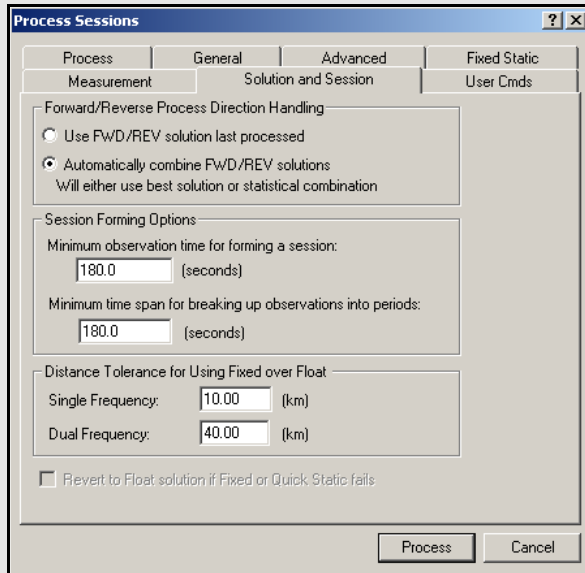 Process Sessions
? ×
Process General Advanced Fixed Static
Measurement Solution and Session User Cmds
Forward/Reverse Process Direction Handling
Use FWD/REV solution last processed
Automatically combine FWD/REV solutions
Will either use best solution or statistical combination
Session Forming Options
Minimum observation time for forming a session:
180.0 (seconds)
Minimum time span for breaking up observations into periods:
180.0 (seconds)
Distance Tolerance for Using Fixed over Float
Single Frequency: 10.00 (km)
Dual Frequency: 40.00 (km)
Revert to Float solution if Fixed or Quick Static fails
Process Cancel